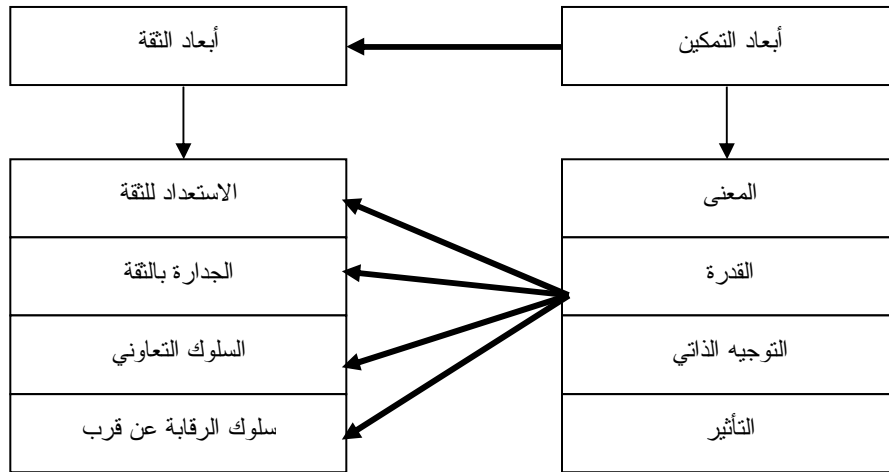 أبعاد التمكين
أبعاد الثقة
المعنى
القدرة
التوجيه الذاتي
التأثير
الاستعداد للثقة
الجدارة بالثقة
السلوك التعاوني
سلوك الرقابة عن قرب